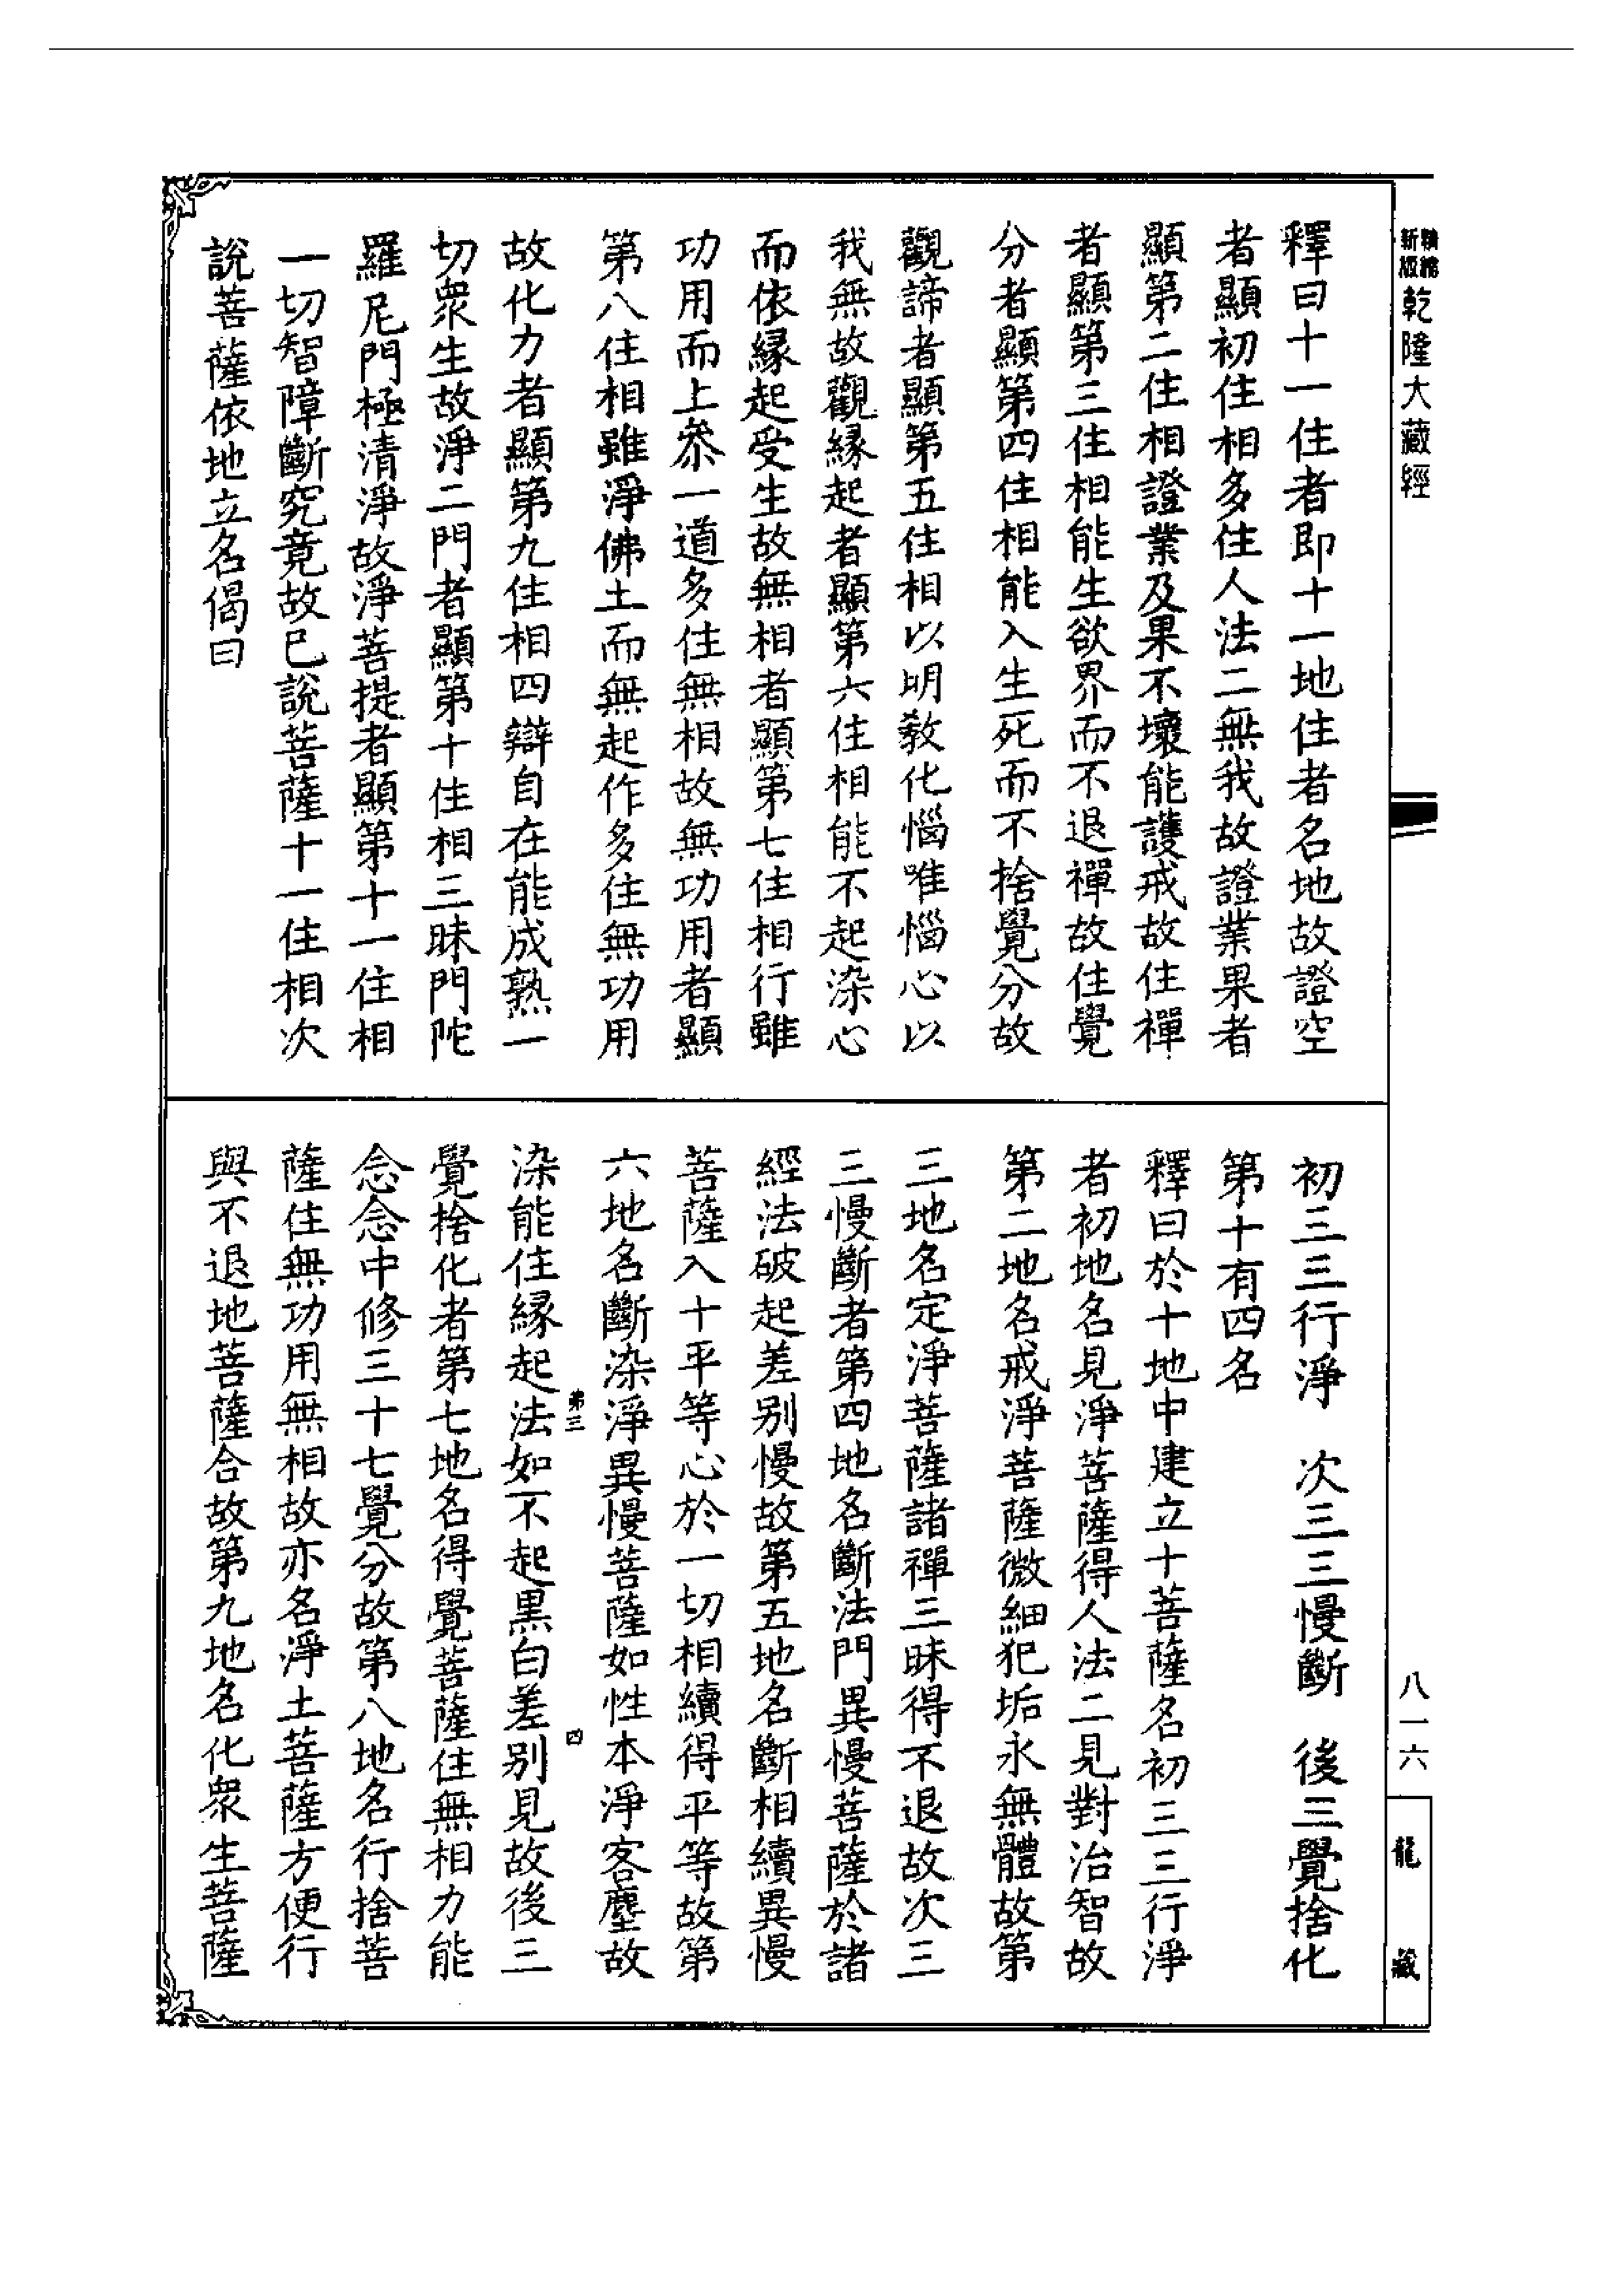 新版
精縮
乾隆大藏經
釋曰十一住者即十一地住者名地故證空
者顯初住相多住人法二無我故證業果者
顯第二住相證業及果不壞能護戒故住禪
者顯第三住相能生欲界而不退禪故住覺
分者顯第四住相能入生死而不捨覺分故
觀諦者顯第五住相以明教化惱唯惱心以
我無故觀緣起者顯第六住相能不起染心
而依緣起受生故無相者顯第七住相行雖
功用而上叅一道多住無相故無功用者顯
第八住相雖淨佛土而無起作多住無功用
故化力者顯第九住相四辯自在能成熟一
切眾生故淨二門者顯第十住相三昧門陀
羅尼門極清淨故淨菩提者顯第十一住相
一切智障斷究竟故已說菩薩十一住相次
說菩薩依地立名偈曰
初三三行淨　次三三慢斷　後三覺捨化
第十有四名
釋曰於十地中建立十菩薩名初三三行淨
者初地名見淨菩薩得人法二見對治智故
第二地名戒淨菩薩微細犯垢永無體故第
三地名定淨菩薩諸禪三昧得不退故次三
三慢斷者第四地名斷法門異慢菩薩於諸
經法破起差別慢故第五地名斷相續異慢
菩薩入十平等心於一切相續得平等故第
六地名斷染淨異慢菩薩如性本淨客塵故
第三
四
染能住緣起法如不起黑白差別見故後三
覺捨化者第七地名得覺菩薩住無相力能
念念中修三十七覺分故第八地名行捨菩
薩住無功用無相故亦名淨土菩薩方便行
與不退地菩薩合故第九地名化眾生菩薩
八一六
龍藏